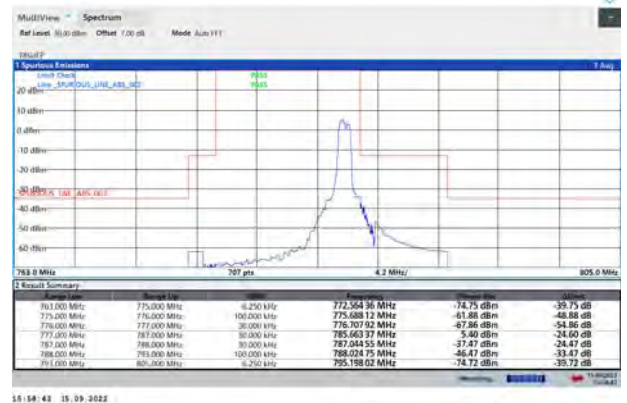 MultiView Spectrum
Ref Level 30.00 dBm Offset 7.00 dB Mode Auto FFT
1 Spurious Emissions 1 Avg
Limit Check PASS
Line _SPURIOUS_LINE_ABS_002 PASS
20 dBm
10 dBm
0 dBm
-10 dBm
-20 dBm
-30 dBm
-40 dBm
-50 dBm
-60 dBm
763.0 MHz 707 pts 4.2 MHz/ 805.0 MHz
2 Result Summary
Range Low Range Up RBW Frequency
763.000 MHz 775.000 MHz 6.250 kHz 772.564 36 MHz -74.75 dBm -39.75 dB
775.000 MHz 776.000 MHz 100.000 kHz 775.688 12 MHz -61.88 dBm -48.88 dB
776.000 MHz 777.000 MHz 30.000 kHz 776.707 92 MHz -67.86 dBm -54.86 dB
777.000 MHz 787.000 MHz 30.000 kHz 785.663 37 MHz 5.40 dBm -24.60 dB
787.000 MHz 788.000 MHz 30.000 kHz 787.044 55 MHz -37.47 dBm -24.47 dB
788.000 MHz 793.000 MHz 100.000 kHz 788.024 75 MHz -46.47 dBm -33.47 dB
793.000 MHz 805.000 MHz 6.250 kHz 795.198 02 MHz -74.72 dBm -39.72 dB
15:58:43 15.09.2022